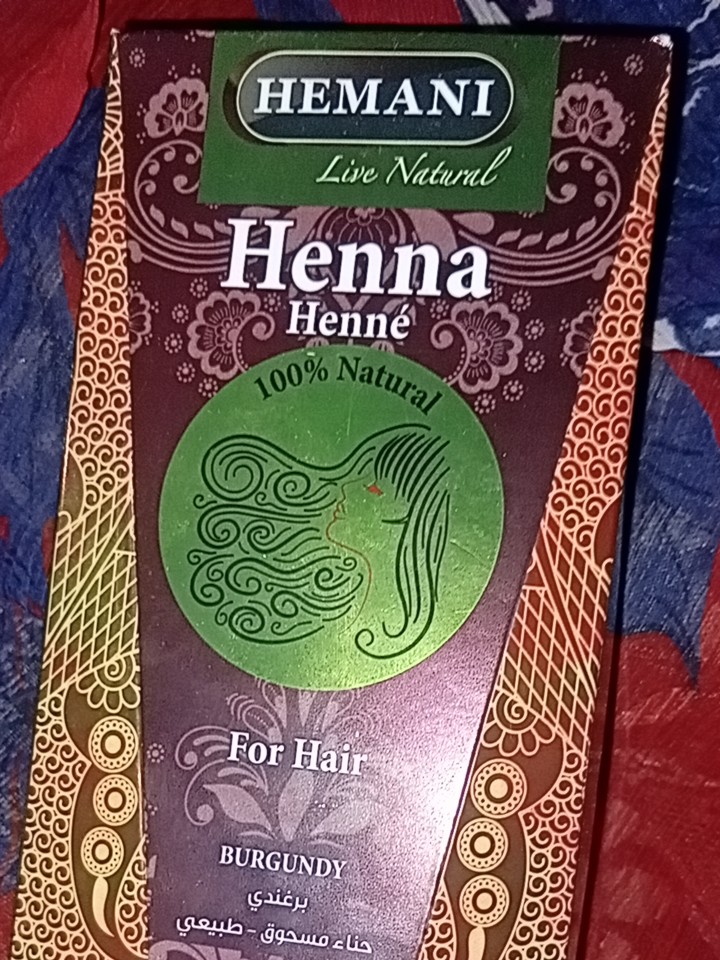 HEMANI
Live Natural
Henna
Henné
100% Natural
For Hair
BURGUNDY
برغندي
حناء مسحوق - طبيعي